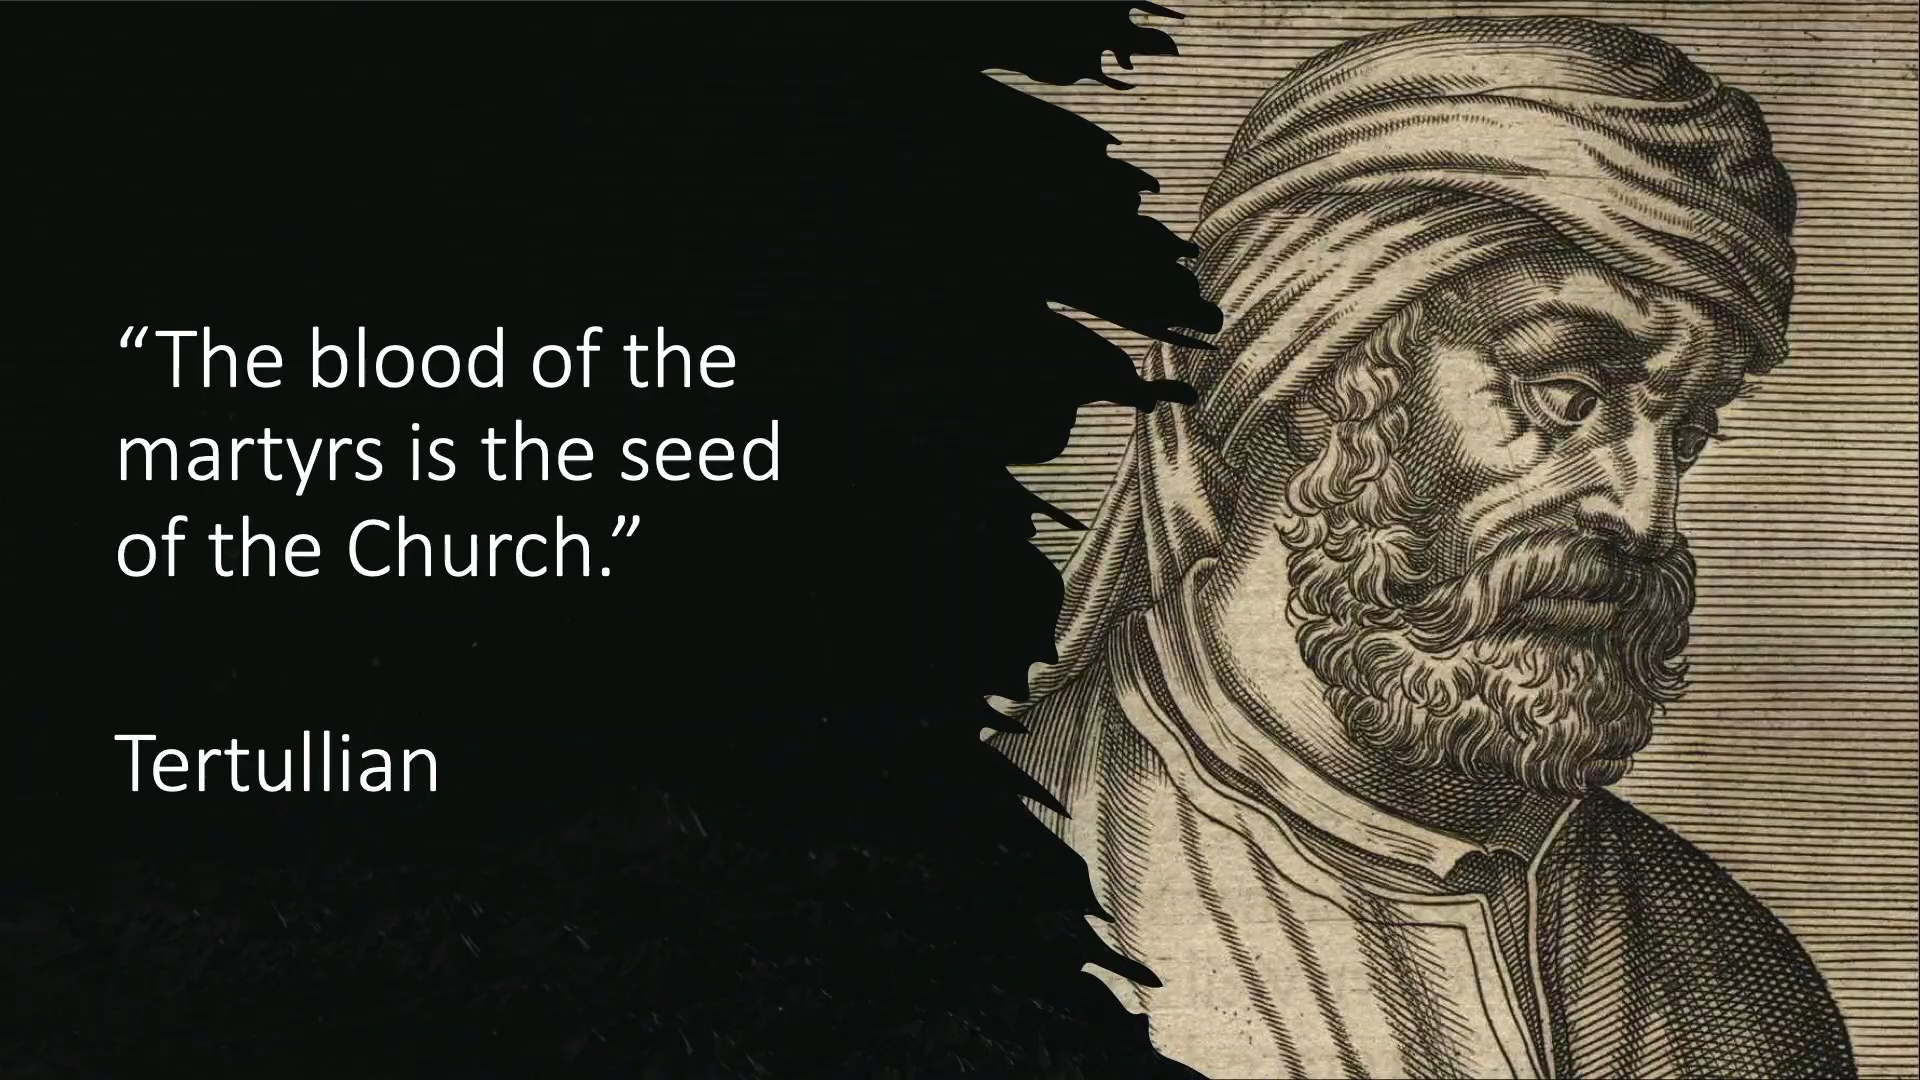 “The blood of the
martyrs is the seed
of the Church.”
Tertullian